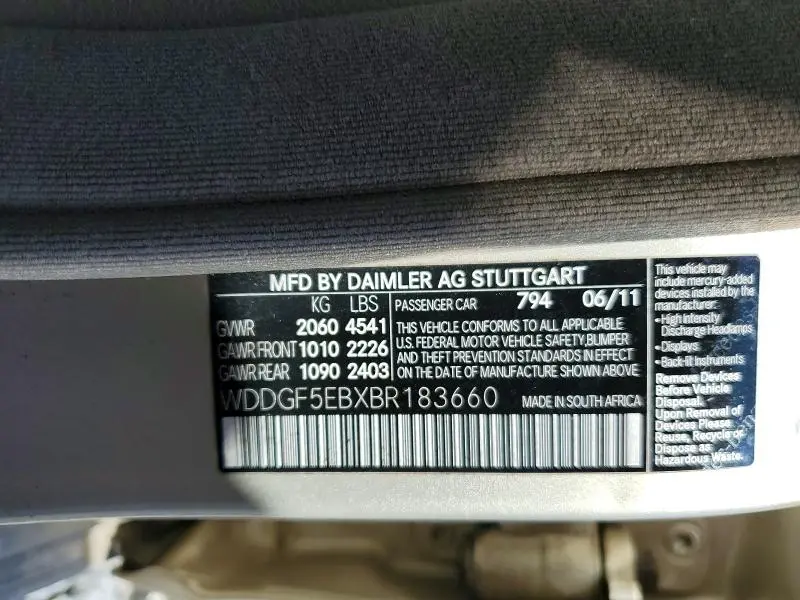 MFD BY DAIMLER AG STUTTGART
KG LBS
GVWR 2060 4541
GAWR FRONT 1010 2226
GAWR REAR 1090 2403
PASSENGER CAR 794 06/11
THIS VEHICLE CONFORMS TO ALL APPLICABLE
U.S. FEDERAL MOTOR VEHICLE SAFETY,BUMPER
AND THEFT PREVENTION STANDARDS IN EFFECT
ON THE DATE OF MANUFACTURE SHOWN ABOVE
WDDGF5EBXBR183660 MADE IN SOUTH AFRICA
This vehicle may
include mercury-added
devices installed by the
manufacturer:
•High Intensity
Discharge Headlamps
•Displays
•Back-lit Instruments
Remove Devices
Before Vehicle
Disposal.
Upon Removal of
Devices Please
Reuse, Recycle or
Dispose as
Hazardous Waste.